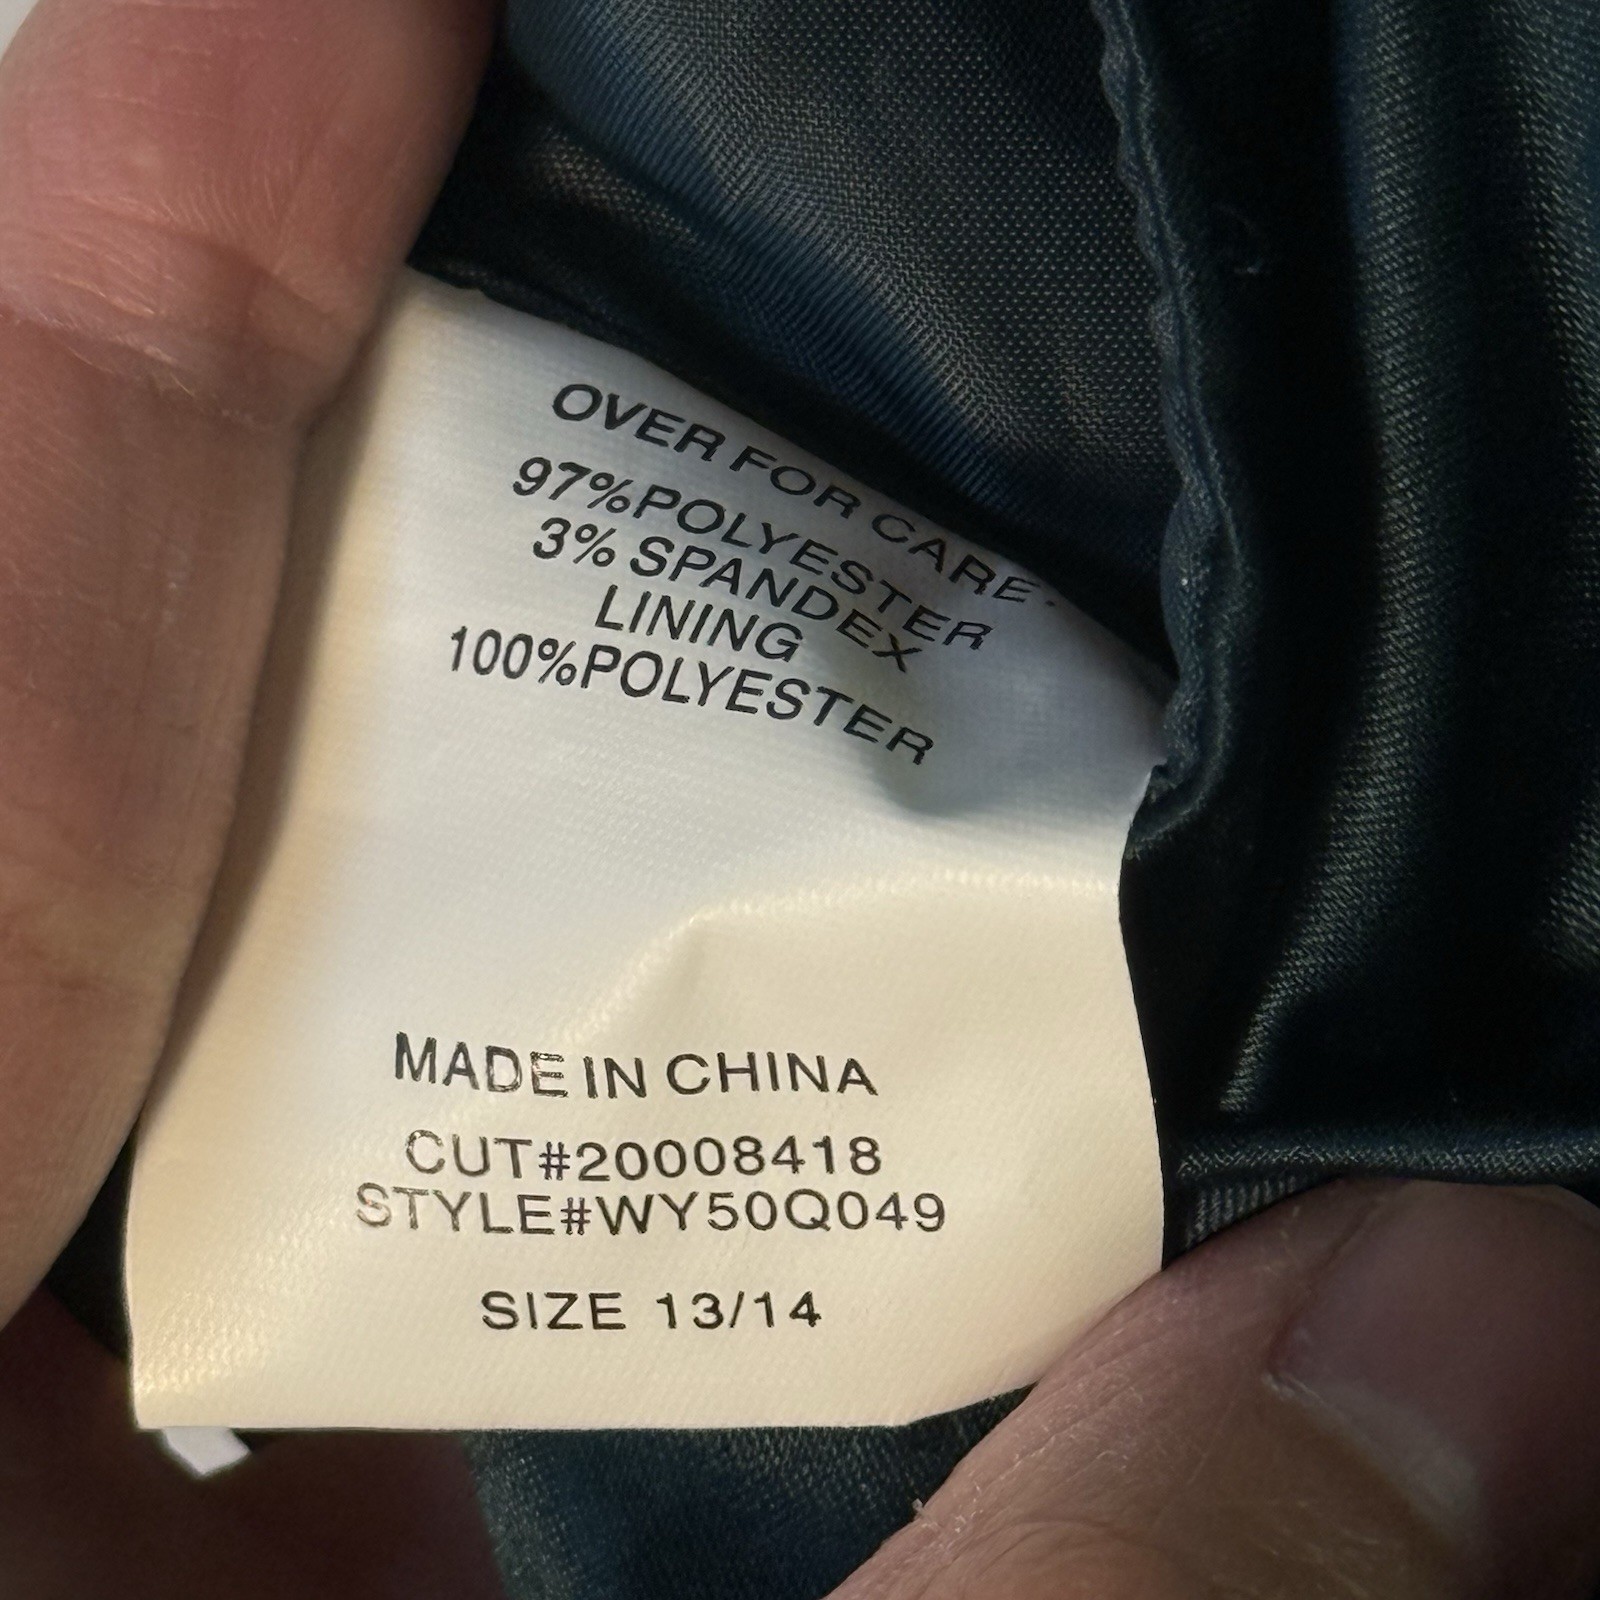 OVER FOR CARE.
97%POLYESTER
3% SPANDEX
LINING
100%POLYESTER
MADE IN CHINA
CUT#20008418
STYLE#WY50Q049
SIZE 13/14